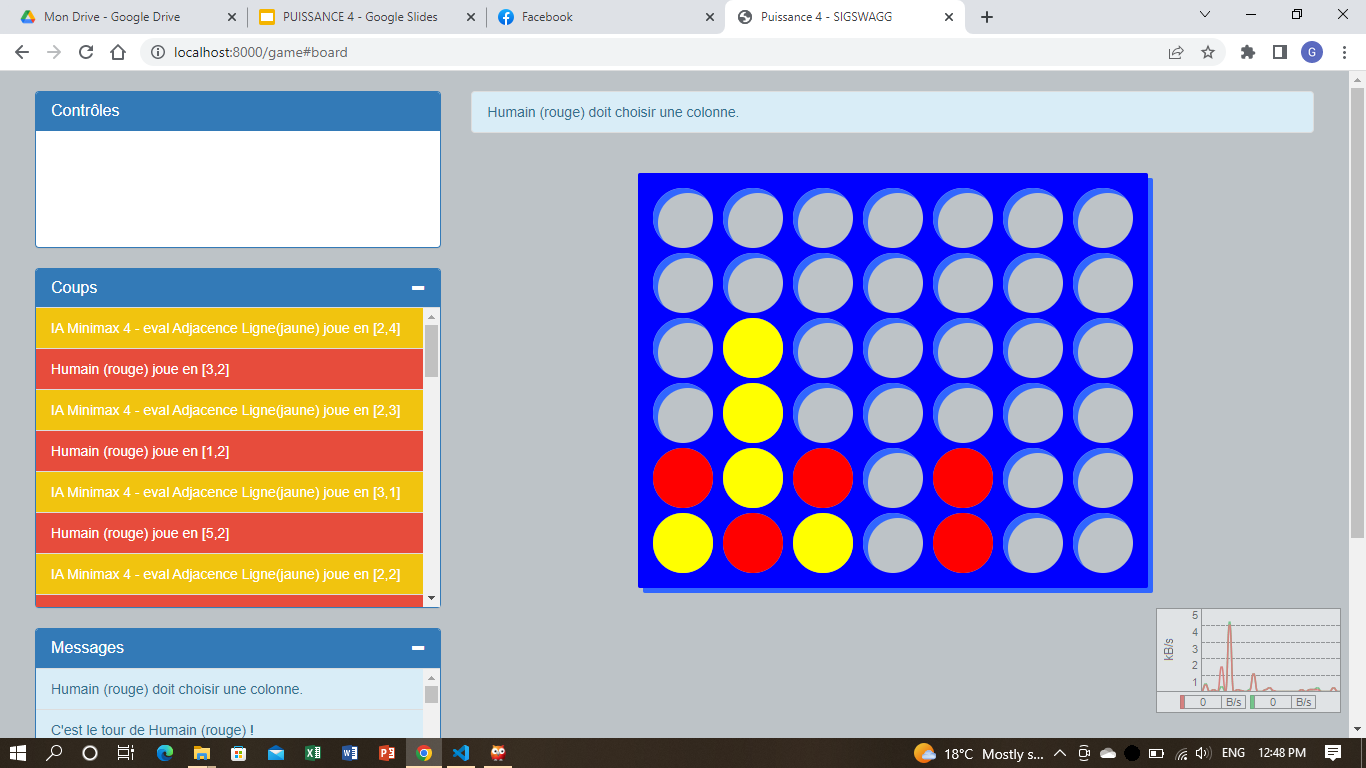 Mon Drive - Google Drive
PUISSANCE 4 - Google Slides
Facebook
Puissance 4 - SIGSWAGG
localhost:8000/game#board
G
Contrôles
Humain (rouge) doit choisir une colonne.
Coups
IA Minimax 4 - eval Adjacence Ligne(jaune) joue en [2,4]
Humain (rouge) joue en [3,2]
IA Minimax 4 - eval Adjacence Ligne(jaune) joue en [2,3]
Humain (rouge) joue en [1,2]
IA Minimax 4 - eval Adjacence Ligne(jaune) joue en [3,1]
Humain (rouge) joue en [5,2]
IA Minimax 4 - eval Adjacence Ligne(jaune) joue en [2,2]
Messages
Humain (rouge) doit choisir une colonne.
C'est le tour de Humain (rouge) !
kB/s
5
4
3
2
1
0 B/s 0 B/s
18°C Mostly s... ENG 12:48 PM